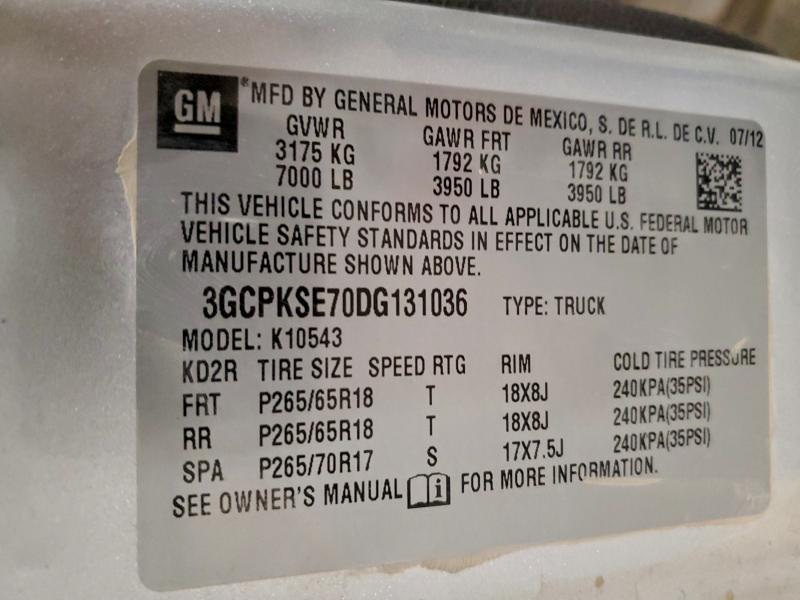 GM
® MFD BY GENERAL MOTORS DE MEXICO, S. DE R.L. DE C.V. 07/12
GVWR GAWR FRT GAWR RR
3175 KG 1792 KG 1792 KG
7000 LB 3950 LB 3950 LB
THIS VEHICLE CONFORMS TO ALL APPLICABLE U.S. FEDERAL MOTOR
VEHICLE SAFETY STANDARDS IN EFFECT ON THE DATE OF
MANUFACTURE SHOWN ABOVE.
3GCPKSE70DG131036 TYPE: TRUCK
MODEL: K10543
KD2R TIRE SIZE SPEED RTG RIM COLD TIRE PRESSURE
FRT P265/65R18 T 18X8J 240KPA(35PSI)
RR P265/65R18 T 18X8J 240KPA(35PSI)
SPA P265/70R17 S 17X7.5J 240KPA(35PSI)
SEE OWNER'S MANUAL i FOR MORE INFORMATION.